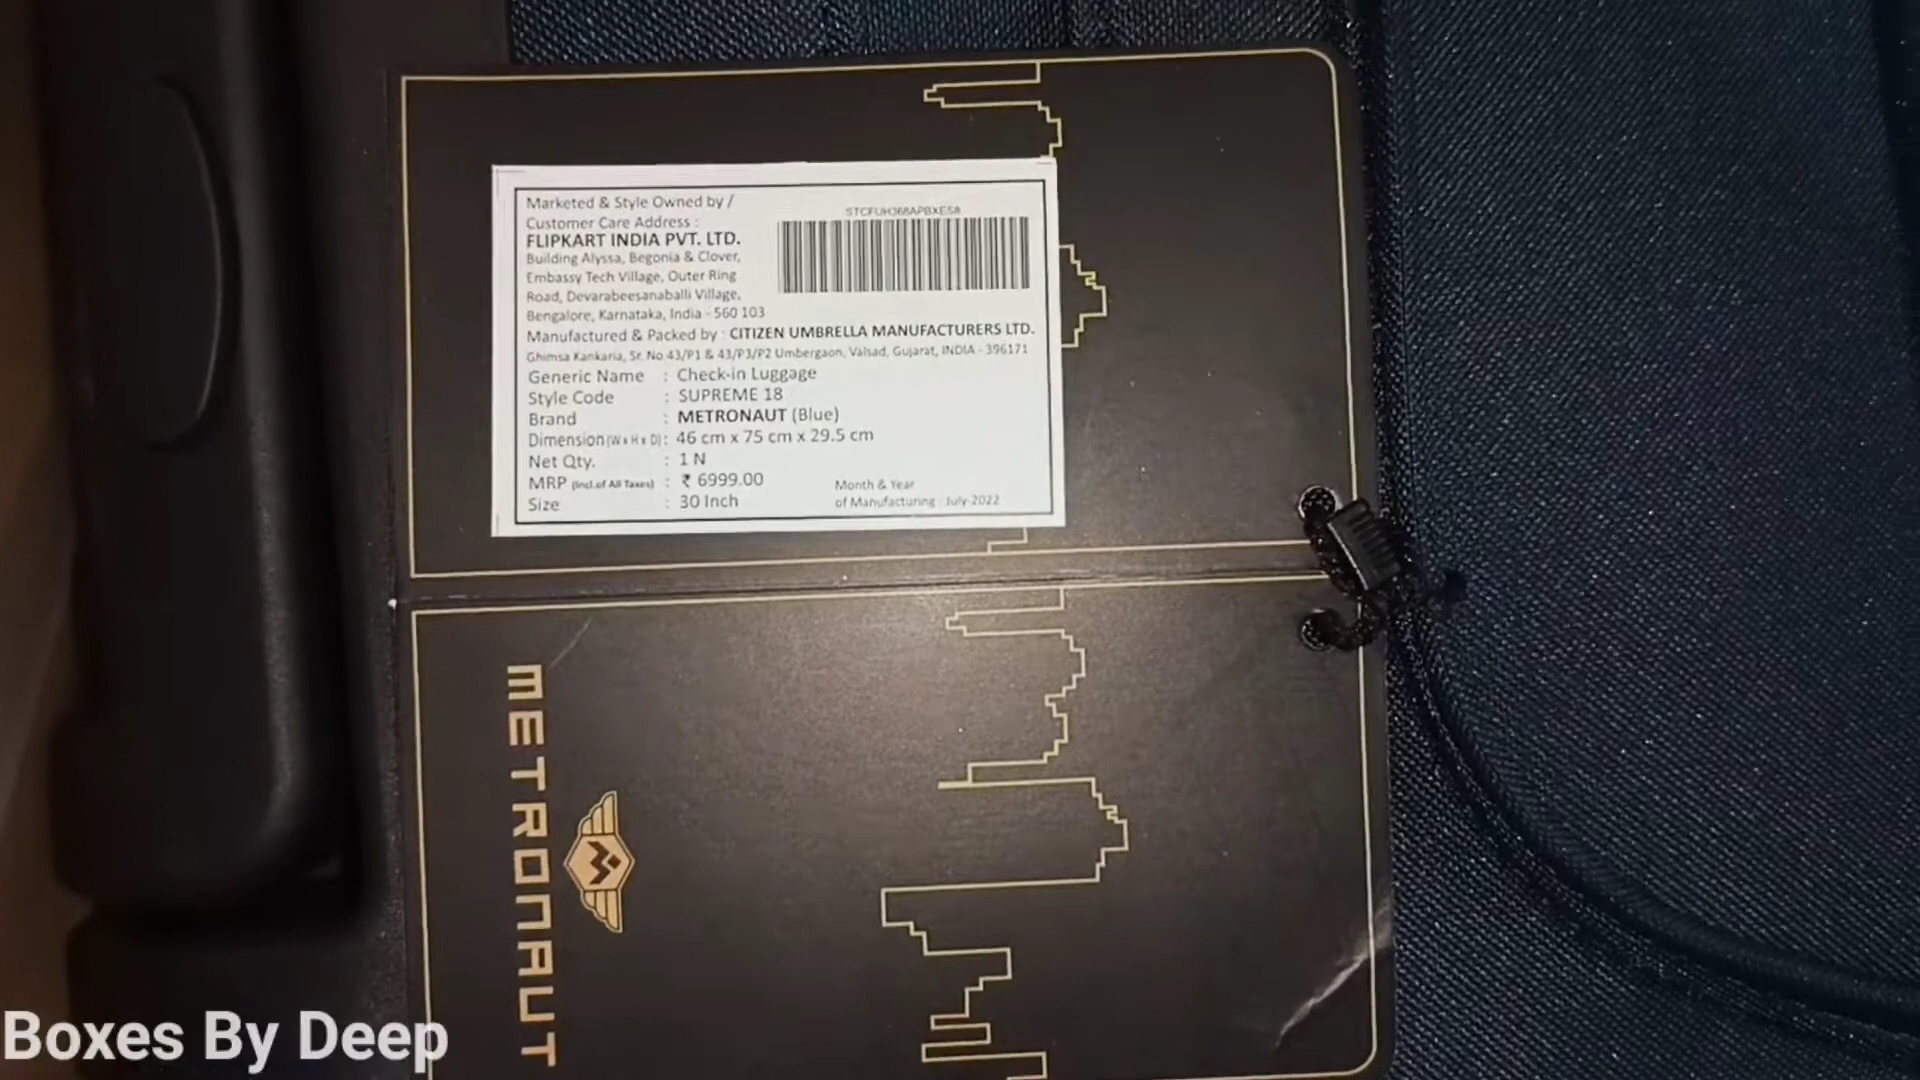 Marketed & Style Owned by /
Customer Care Address :
FLIPKART INDIA PVT. LTD.
Building Alyssa, Begonia & Clover,
Embassy Tech Village, Outer Ring
Road, Devarabeesanaballi Village,
Bengalore, Karnataka, India - 560 103
STCFUH368APBXES8
Manufactured & Packed by : CITIZEN UMBRELLA MANUFACTURERS LTD.
Ghimsa Kankaria, Sr. No 43/P1 & 43/P3/P2 Umbergaon, Valsad, Gujarat, INDIA - 396171
Generic Name : Check-in Luggage
Style Code : SUPREME 18
Brand : METRONAUT (Blue)
Dimension (W x H x D) : 46 cm x 75 cm x 29.5 cm
Net Qty. : 1 N
MRP (Incl.of All Taxes) : ₹ 6999.00
Size : 30 Inch
Month & Year
of Manufacturing : July-2022
METRONAUT
Boxes By Deep